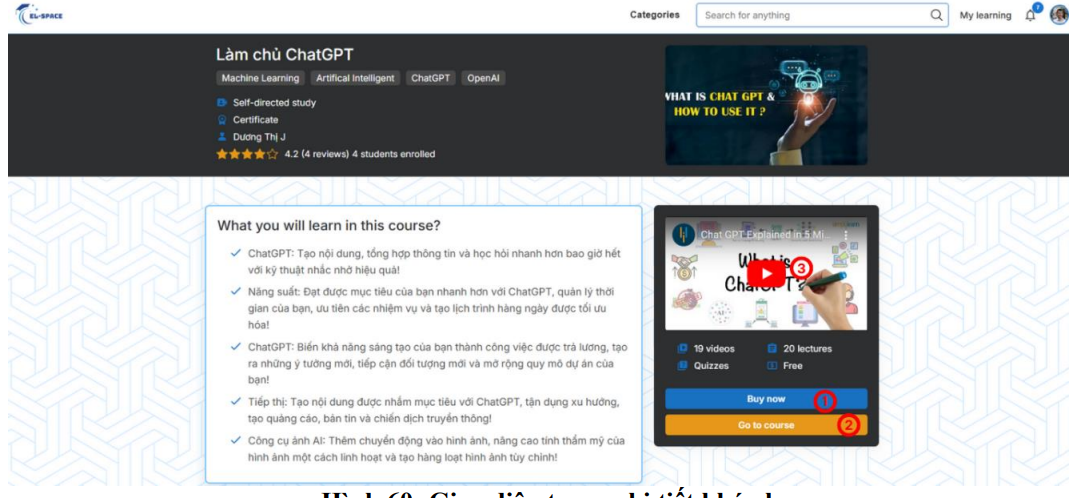 EL-SPACE
Categories
Search for anything
My learning
7
Làm chủ ChatGPT
Machine Learning Artifical Intelligent ChatGPT OpenAI
Self-directed study
Certificate
Dương Thị J
4.2 (4 reviews) 4 students enrolled
WHAT IS CHAT GPT &
HOW TO USE IT ?
What you will learn in this course?
ChatGPT: Tạo nội dung, tổng hợp thông tin và học hỏi nhanh hơn bao giờ hết
với kỹ thuật nhắc nhở hiệu quả!
Năng suất: Đạt được mục tiêu của bạn nhanh hơn với ChatGPT, quản lý thời
gian của bạn, ưu tiên các nhiệm vụ và tạo lịch trình hàng ngày được tối ưu
hóa!
ChatGPT: Biến khả năng sáng tạo của bạn thành công việc được trả lương, tạo
ra những ý tưởng mới, tiếp cận đối tượng mới và mở rộng quy mô dự án của
bạn!
Tiếp thị: Tạo nội dung được nhắm mục tiêu với ChatGPT, tận dụng xu hướng,
tạo quảng cáo, bản tin và chiến dịch truyền thông!
Công cụ ảnh AI: Thêm chuyển động vào hình ảnh, nâng cao tính thẩm mỹ của
hình ảnh một cách linh hoạt và tạo hàng loạt hình ảnh tùy chỉnh!
Chat GPT Explained in 5 Mi...
What is
ChatGPT?
3
19 videos 20 lectures
Quizzes Free
Buy now 1
Go to course 2